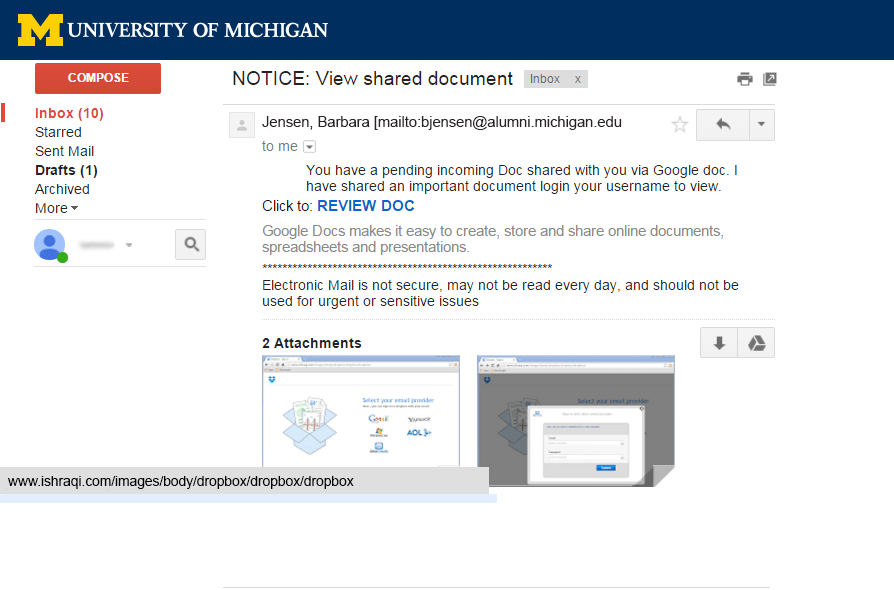 M UNIVERSITY OF MICHIGAN
COMPOSE
Inbox (10)
Starred
Sent Mail
Drafts (1)
Archived
More
NOTICE: View shared document Inbox x
Jensen, Barbara [mailto:bjensen@alumni.michigan.edu
to me
You have a pending incoming Doc shared with you via Google doc. I
have shared an important document login your username to view.
Click to: REVIEW DOC
Google Docs makes it easy to create, store and share online documents,
spreadsheets and presentations.
**********************************************************
Electronic Mail is not secure, may not be read every day, and should not be
used for urgent or sensitive issues
2 Attachments
Select your email provider
Gmail YAHOO!
AOL
Select your email provider
www.ishraqi.com/images/body/dropbox/dropbox/dropbox